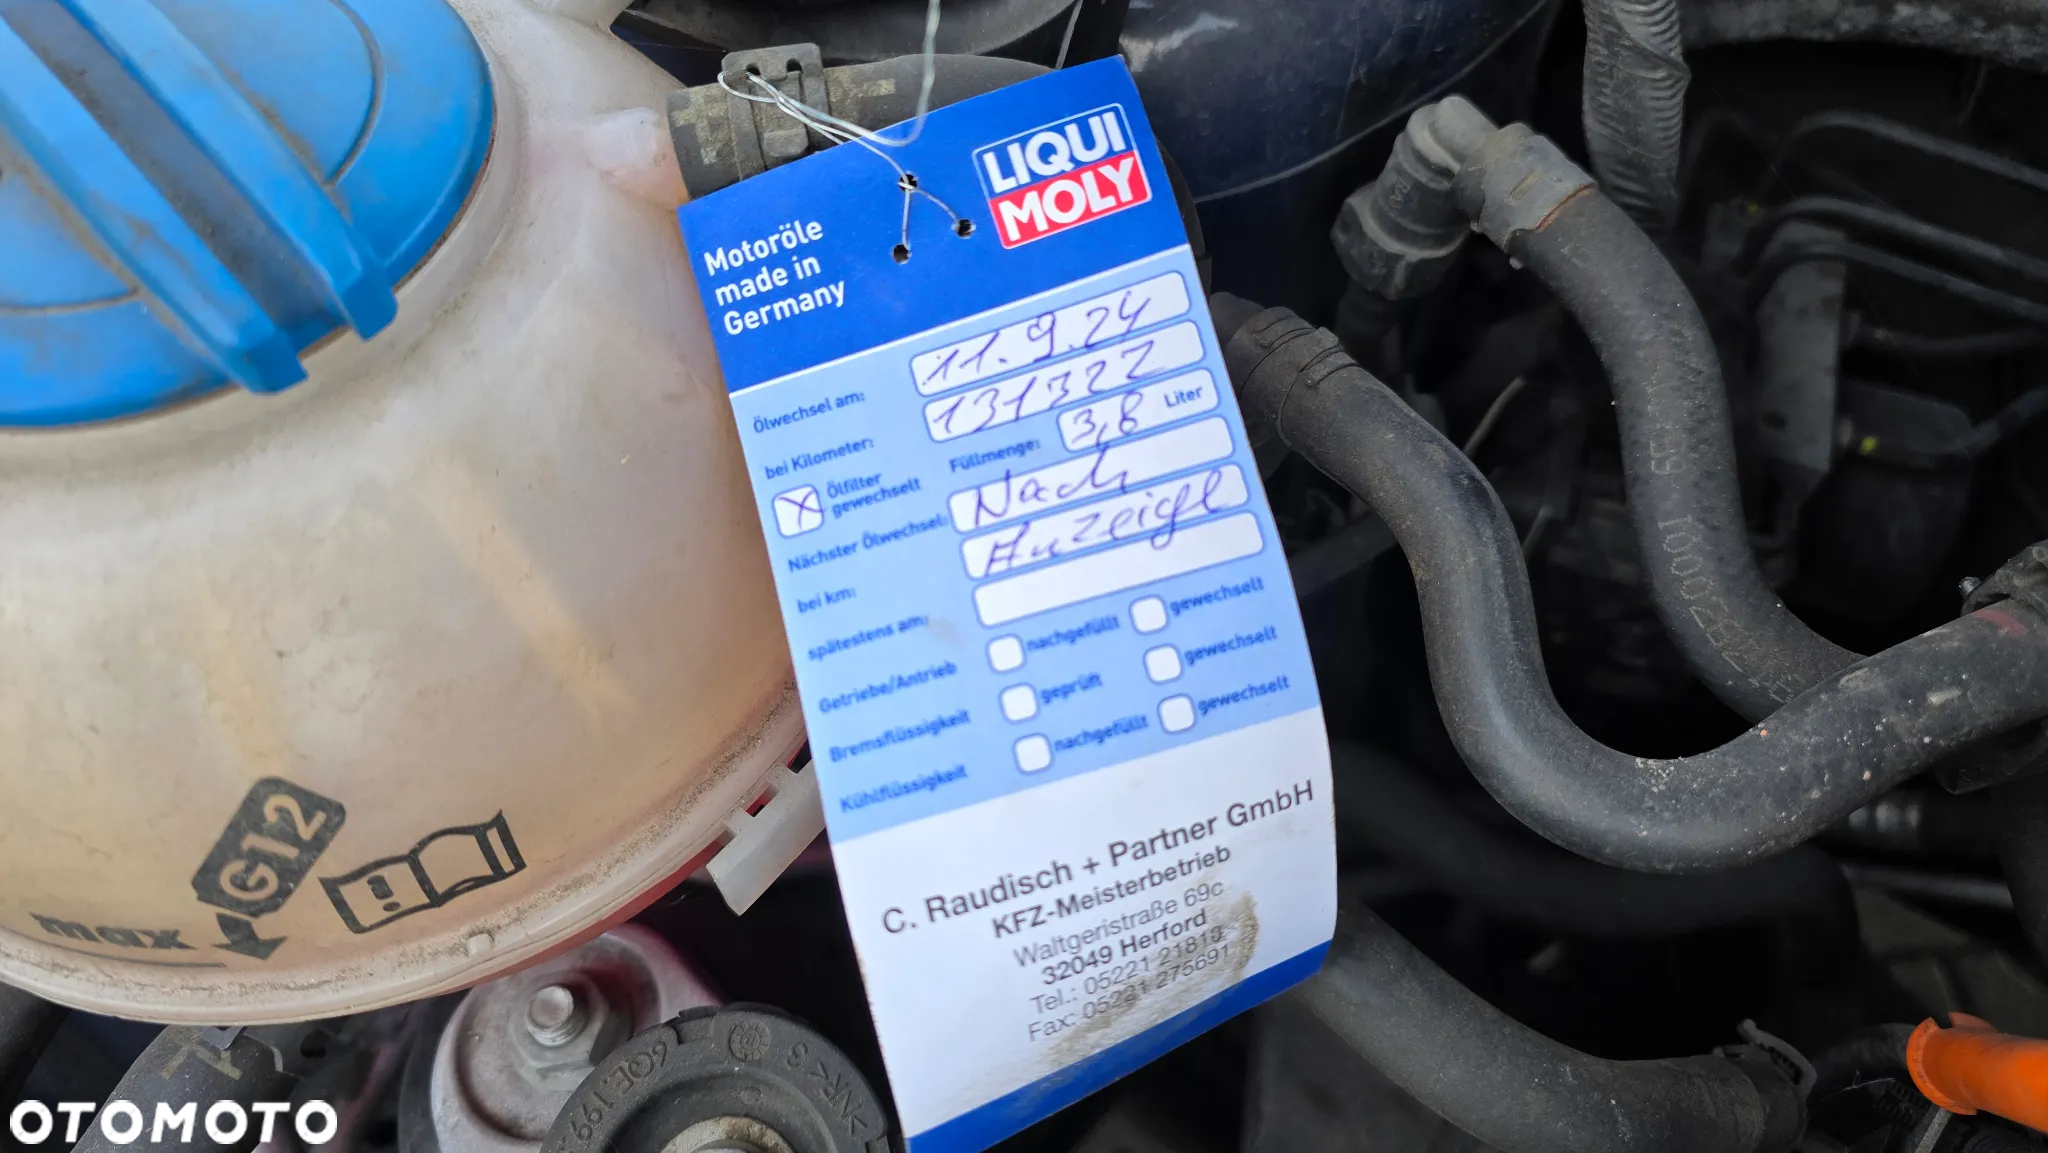 LIQUI
MOLY
Motoröle
made in
Germany
Ölwechsel am: 11.9.24
bei Kilometer: 131322
Füllmenge: 3,8 Liter
X Ölfilter
gewechselt
Nächster Ölwechsel: Nach
bei km: Anzeige
spätestens am:
Getriebe/Antrieb nachgefüllt gewechselt
Bremsflüssigkeit geprüft gewechselt
Kühlflüssigkeit nachgefüllt gewechselt
C. Raudisch + Partner GmbH
KFZ-Meisterbetrieb
Waltgeristraße 69c
32049 Herford
Tel.: 05221 21813
Fax: 05221 275691
G12
max
OTOMOTO